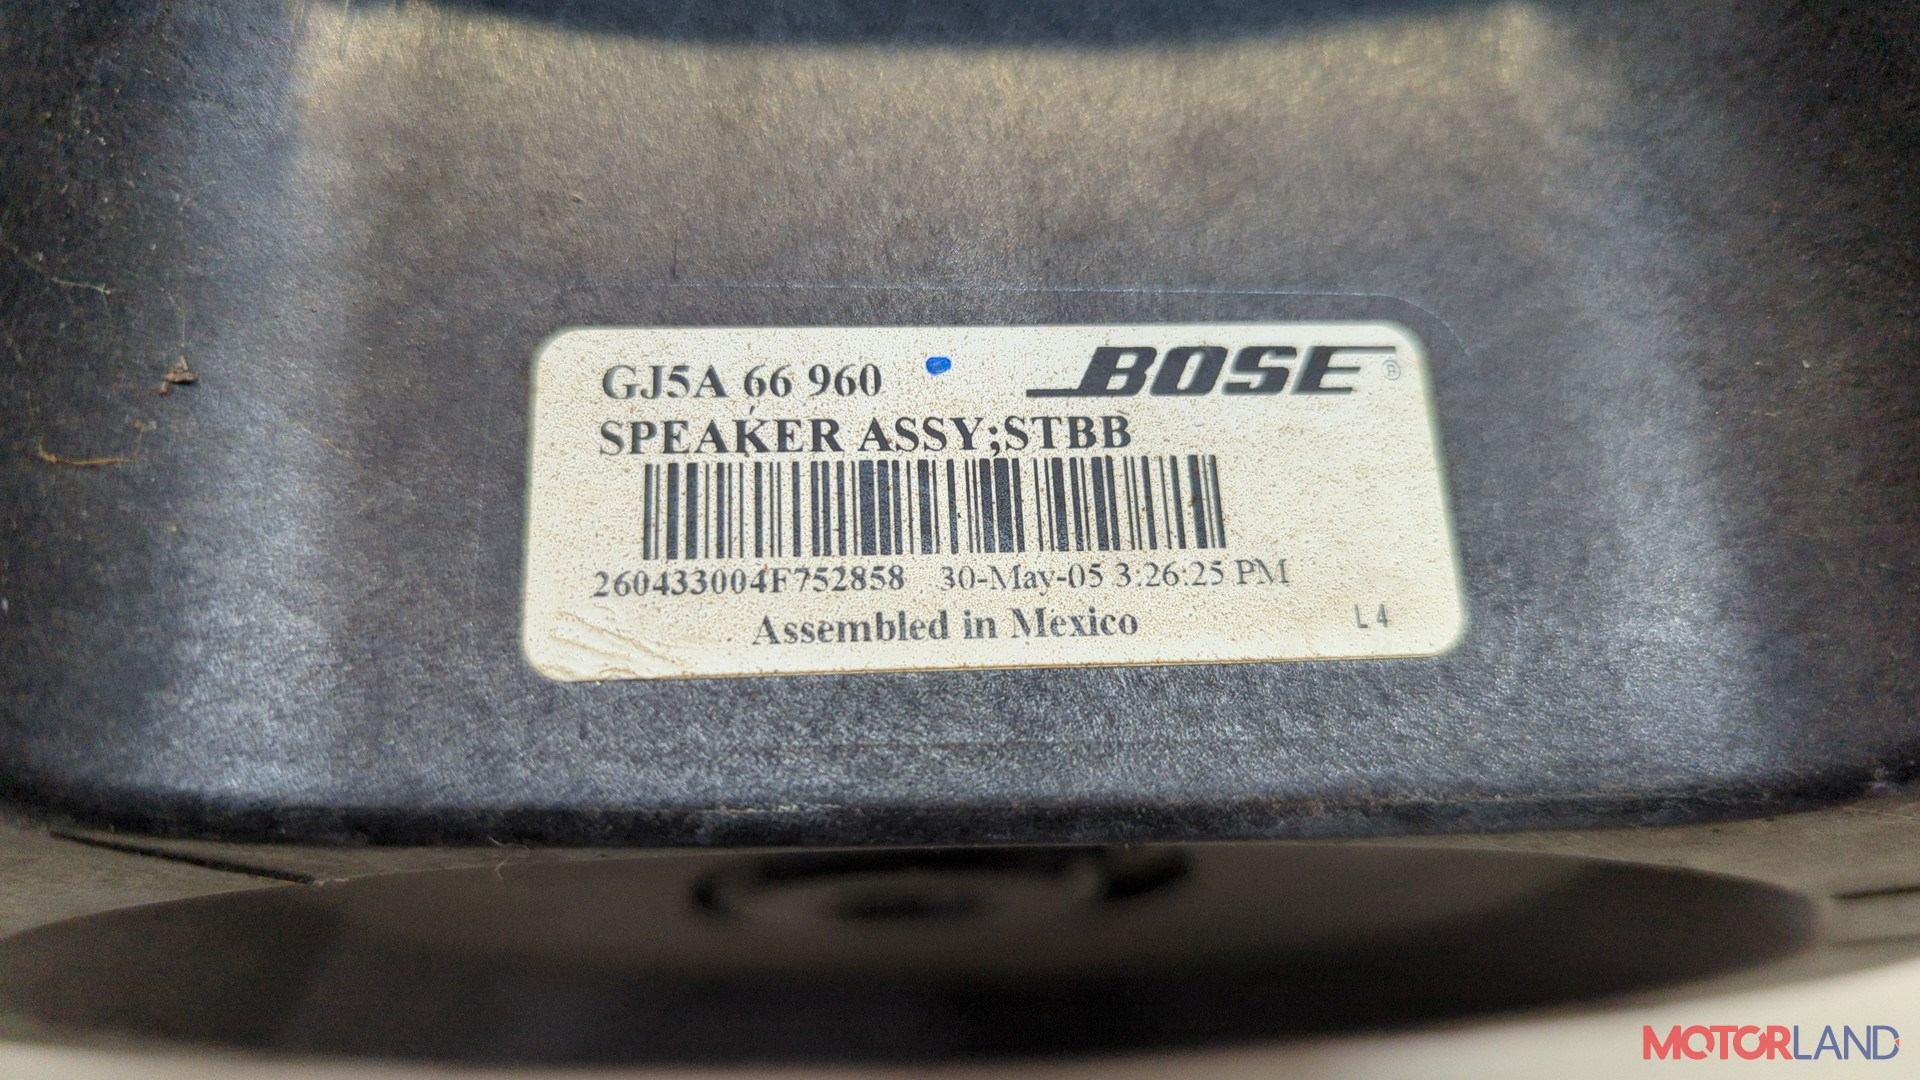 GJ5A 66 960 BOSE®
SPEAKER ASSY;STBB
260433004F752858 30-May-05 3:26:25 PM
Assembled in Mexico L4
MOTORLAND